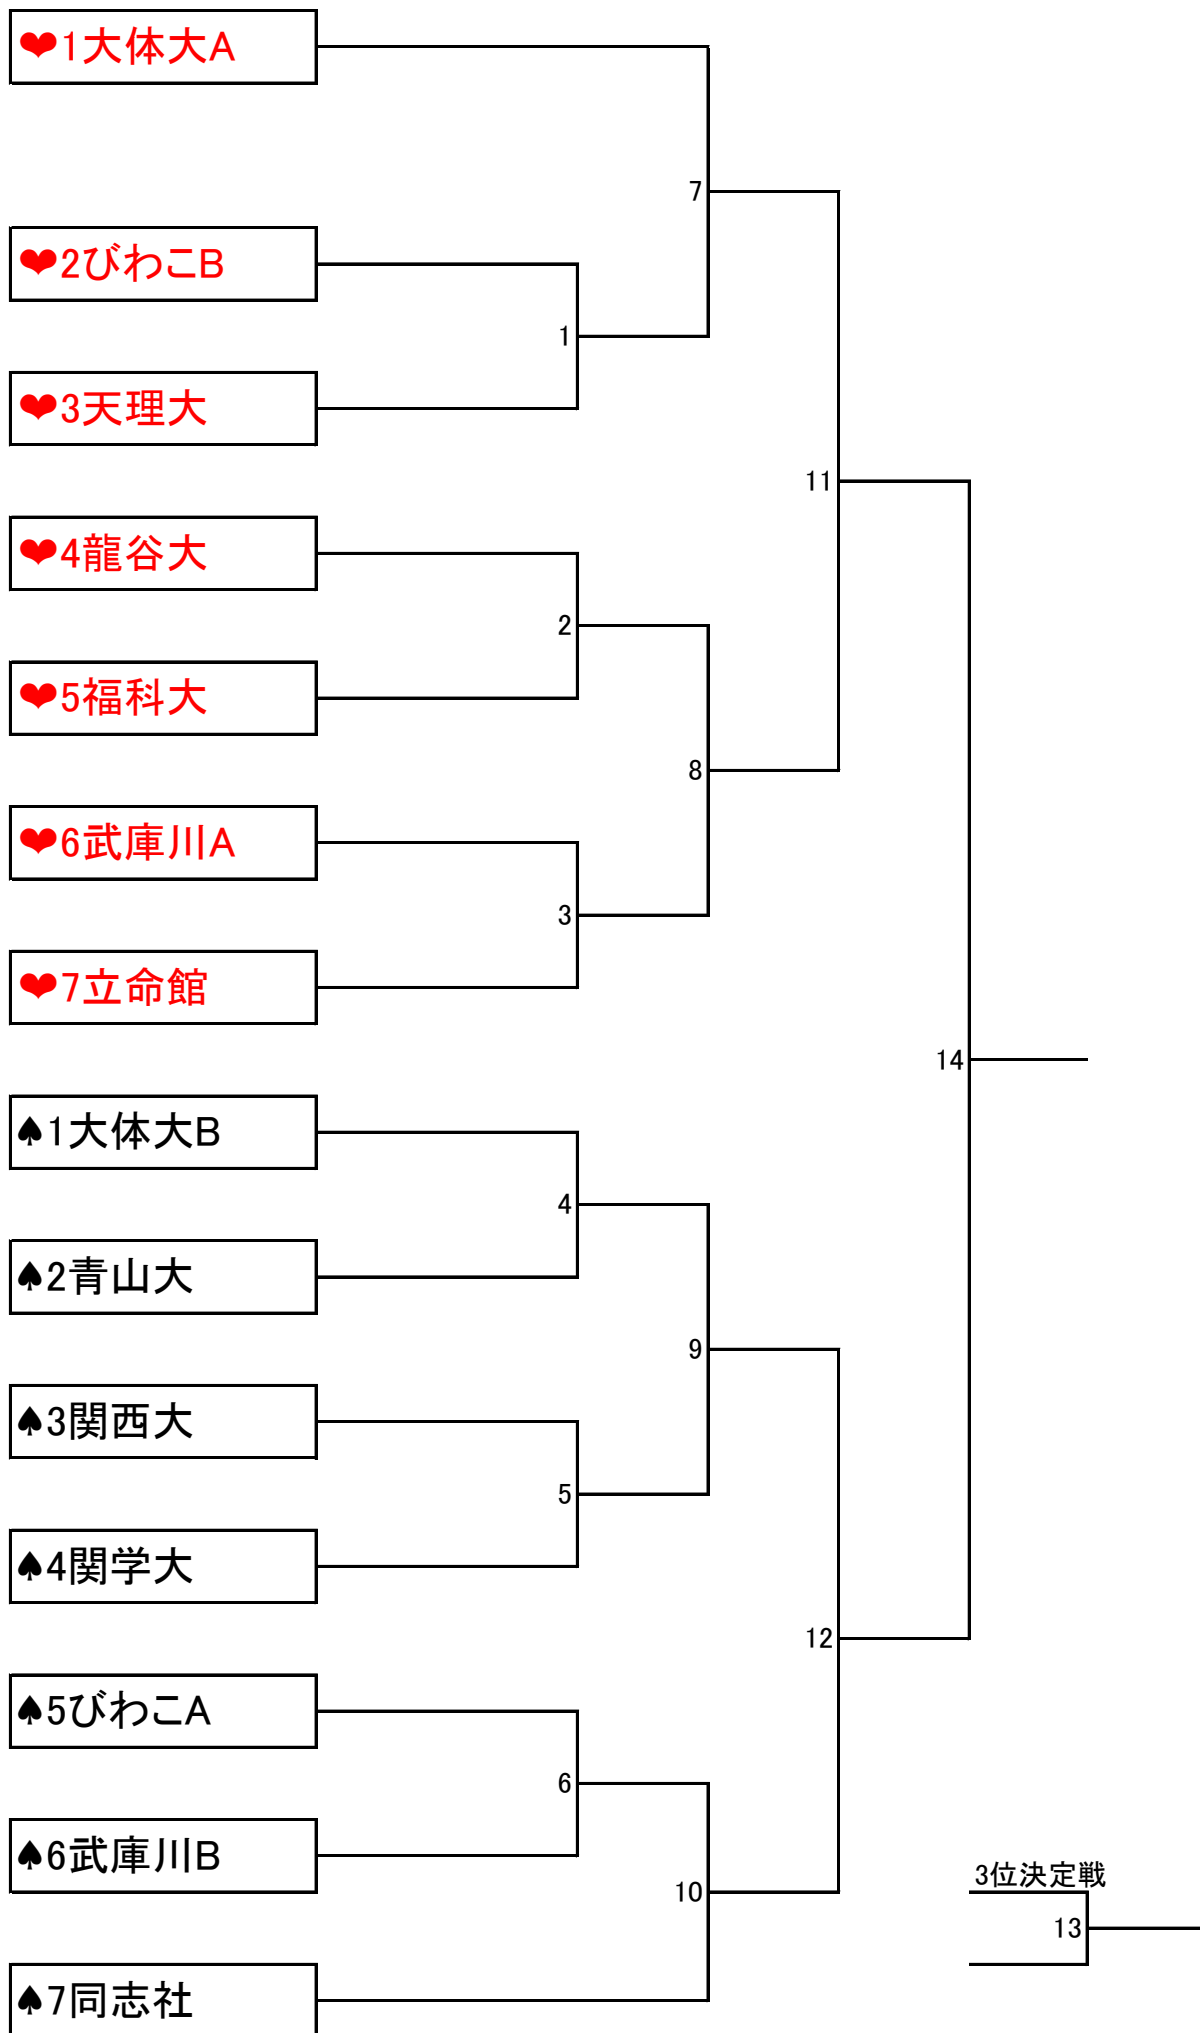 ❤1大体大A
7
❤2びわこB
1
❤3天理大
11
❤4龍谷大
2
❤5福科大
8
❤6武庫川A
3
❤7立命館
14
♠1大体大B
4
♠2青山大
9
♠3関西大
5
♠4関学大
12
♠5びわこA
6
♠6武庫川B
3位決定戦
10
13
♠7同志社